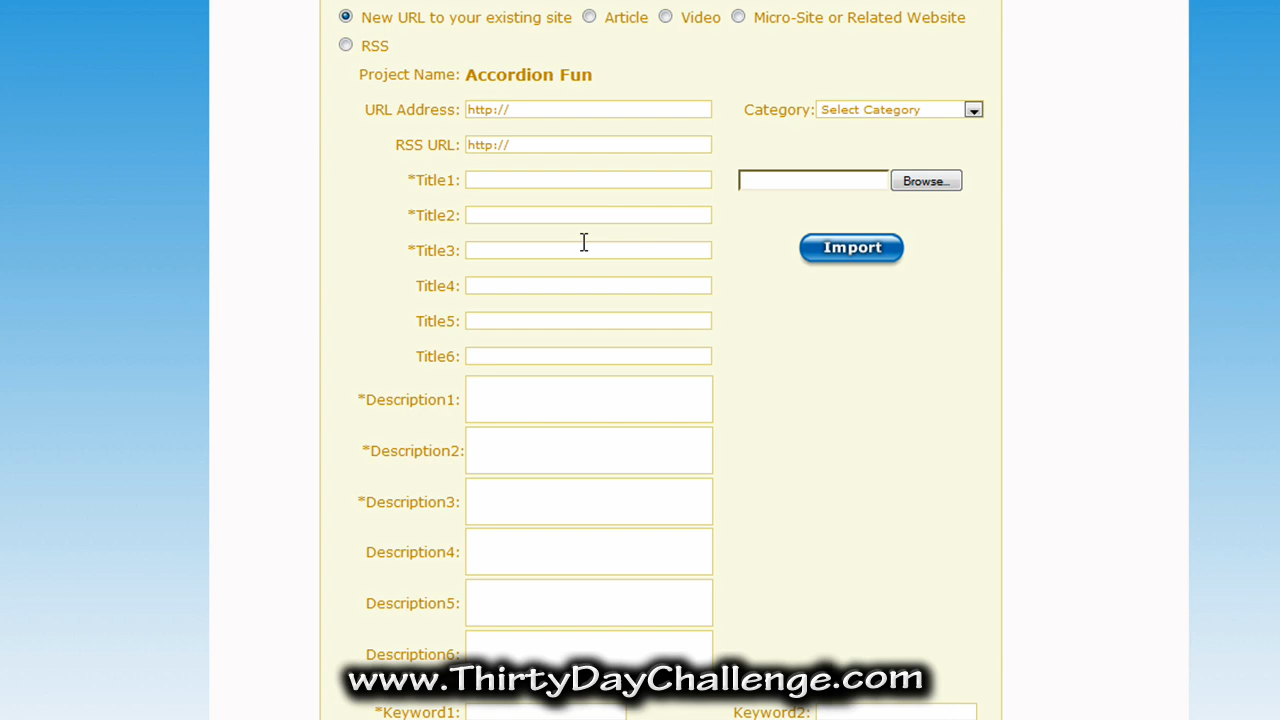 New URL to your existing site Article Video Micro-Site or Related Website
RSS
Project Name: Accordion Fun
URL Address: http:// Category: Select Category
RSS URL: http://
*Title1: Browse...
*Title2:
*Title3: Import
Title4:
Title5:
Title6:
*Description1:
*Description2:
*Description3:
Description4:
Description5:
Description6:
www.ThirtyDayChallenge.com
*Keyword1: Keyword2: